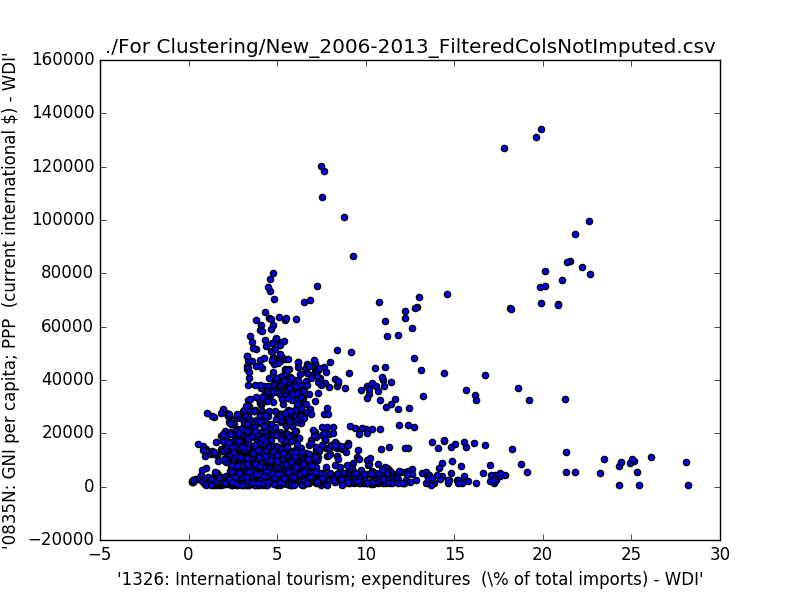 ./For Clustering/New_2006-2013_FilteredColsNotImputed.csv
'0835N: GNI per capita; PPP  (current international $) - WDI'
160000
140000
120000
100000
80000
60000
40000
20000
0
−20000
−5 0 5 10 15 20 25 30
'1326: International tourism; expenditures  (\% of total imports) - WDI'